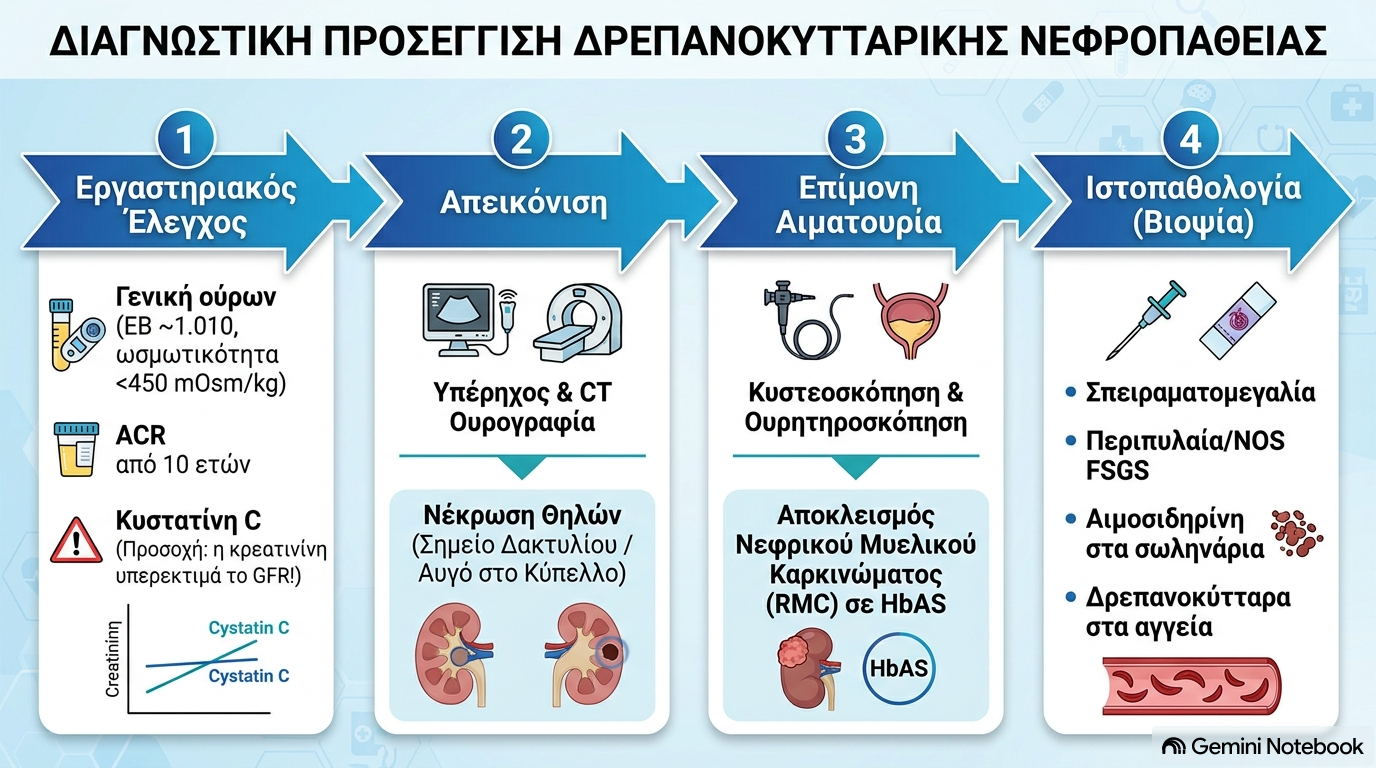 ΔΙΑΓΝΩΣΤΙΚΗ ΠΡΟΣΕΓΓΙΣΗ ΔΡΕΠΑΝΟΚΥΤΤΑΡΙΚΗΣ ΝΕΦΡΟΠΑΘΕΙΑΣ
1
Εργαστηριακός
Έλεγχος
Γενική ούρων
(ΕΒ ~1.010,
ωσμωτικότητα
<450 mOsm/kg)
ACR
από 10 ετών
Κυστατίνη C
(Προσοχή: η κρεατινίνη
υπερεκτιμά το GFR!)
Creatininη
Cystatin C
Cystatin C
2
Απεικόνιση
Υπέρηχος & CT
Ουρογραφία
Νέκρωση Θηλών
(Σημείο Δακτυλίου /
Αυγό στο Κύπελλο)
3
Επίμονη
Αιματουρία
Κυστεοσκόπηση &
Ουρητηροσκόπηση
Αποκλεισμός
Νεφρικού Μυελικού
Καρκινώματος
(RMC) σε HbAS
HbAS
4
Ιστοπαθολογία
(Βιοψία)
• Σπειραματομεγαλία
• Περιπυλαία/NOS
FSGS
• Αιμοσιδηρίνη
στα σωληνάρια
• Δρεπανοκύτταρα
στα αγγεία
Gemini Notebook